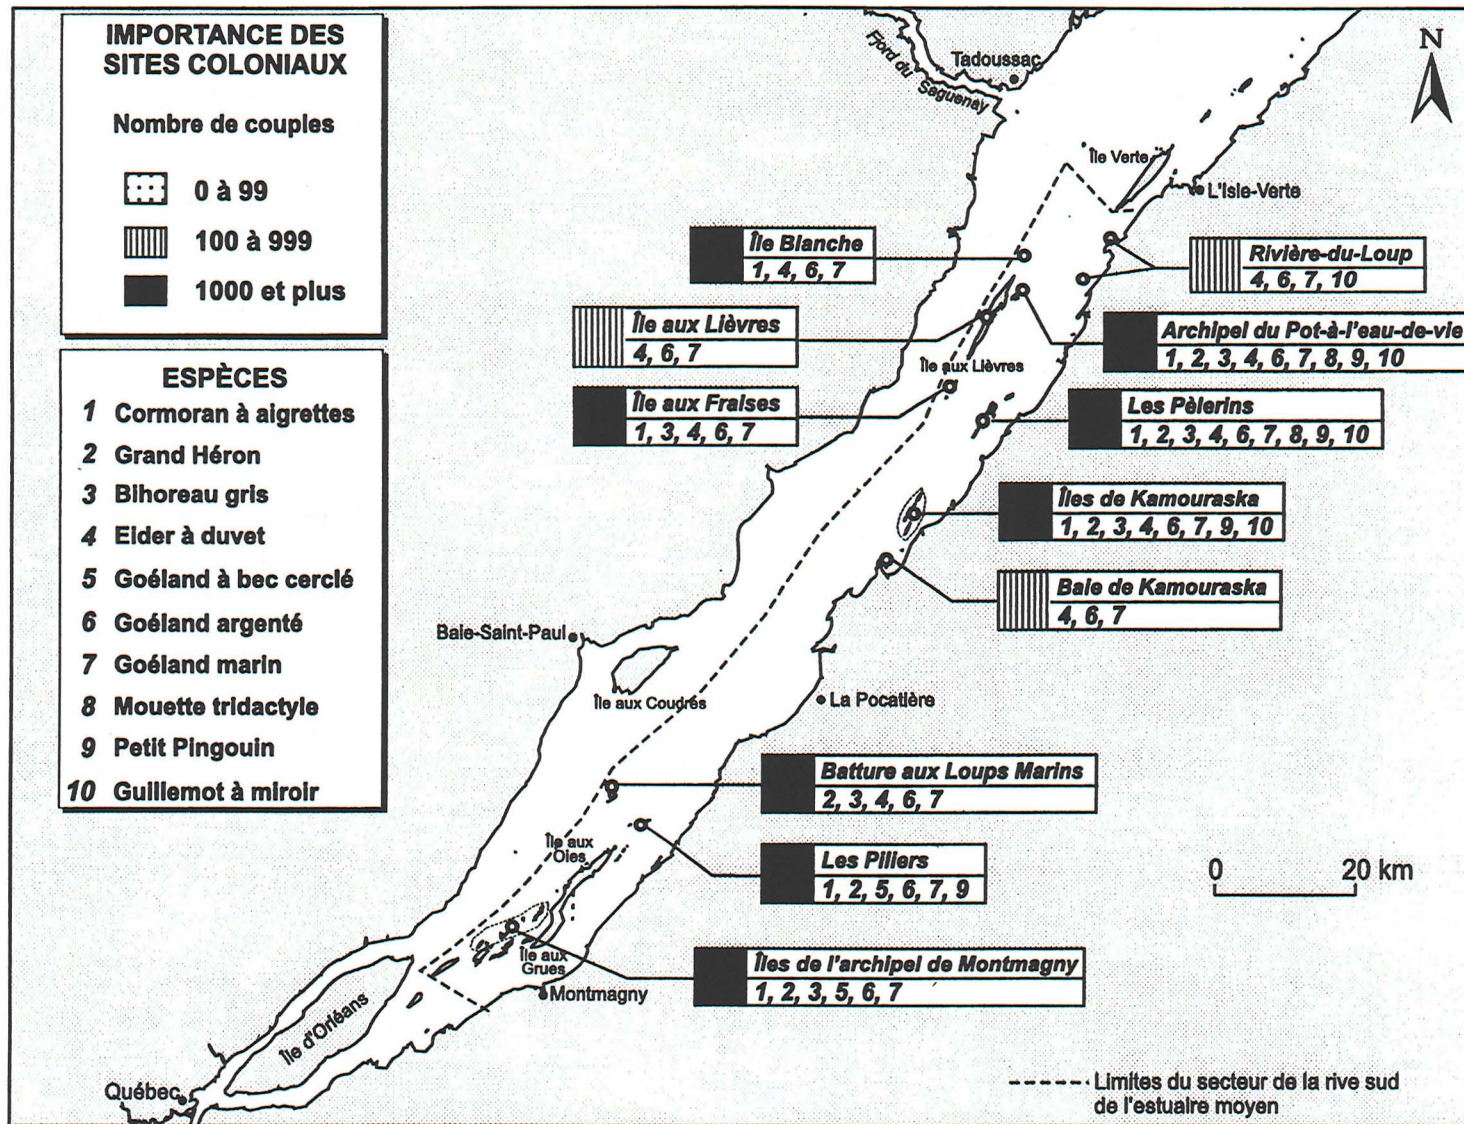 IMPORTANCE DES
SITES COLONIAUX
Nombre de couples
0 à 99
100 à 999
1000 et plus
ESPÈCES
1 Cormoran à aigrettes
2 Grand Héron
3 Bihoreau gris
4 Eider à duvet
5 Goéland à bec cerclé
6 Goéland argenté
7 Goéland marin
8 Mouette tridactyle
9 Petit Pingouin
10 Guillemot à miroir
Fjord du Saguenay
Tadoussac
N
Île Verte
L'Isle-Verte
Île Blanche
1, 4, 6, 7
Rivière-du-Loup
4, 6, 7, 10
Île aux Lièvres
4, 6, 7
Archipel du Pot-à-l'eau-de-vie
1, 2, 3, 4, 6, 7, 8, 9, 10
Île aux Lièvres
Île aux Fraises
1, 3, 4, 6, 7
Les Pèlerins
1, 2, 3, 4, 6, 7, 8, 9, 10
Îles de Kamouraska
1, 2, 3, 4, 6, 7, 9, 10
Baie de Kamouraska
4, 6, 7
Baie-Saint-Paul
Île aux Coudres
La Pocatière
Batture aux Loups Marins
2, 3, 4, 6, 7
Île aux
Oies
Les Piliers
1, 2, 5, 6, 7, 9
0 20 km
Île aux
Grues
Îles de l'archipel de Montmagny
1, 2, 3, 5, 6, 7
Montmagny
Île d'Orléans
Québec
Limites du secteur de la rive sud
de l'estuaire moyen